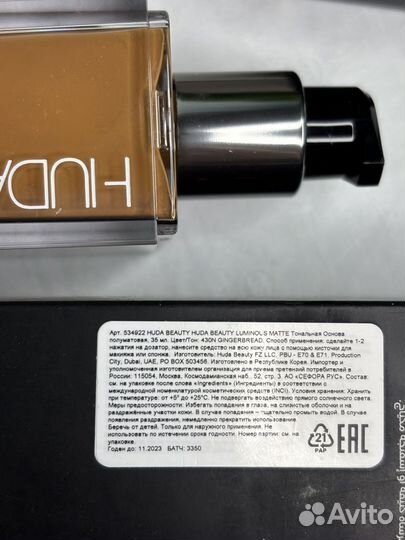 HUDA
Арт. 534922 HUDA BEAUTY HUDA BEAUTY LUMINOLS MATTE Тональная Основа
полуматовая, 35 мл. Цвет/Тон: 430N GINGERBREAD. Способ применения: сделайте 1-2
нажатия на дозатор, нанесите средство на всю кожу лица с помощью кисточки для
макияжа или спонжа. Изготовитель: Huda Beauty FZ LLC, PBU - E70 & E71. Production
City, Dubai, UAE, PO BOX 503456. Изготовлено в Республике Корея. Импортер и
уполномоченная изготовителем организация для приема претензий потребителей в
России: 115054, Москва, Космодамианская наб., 52, стр. 3. АО «СЕФОРА РУС». Состав:
см. на упаковке после слова «Ingredients» (Ингредиенты) в соответствии с
международной номенклатурой косметических средств (INCI). Условия хранения: Хранить
при температуре: от +5° до +25°С. Не подвергать воздействию прямого солнечного света.
Меры предосторожности: Избегать попадания в глаза, на слизистые оболочки и
раздражённые участки кожи. В случае попадания – тщательно промыть водой. В случае
появления раздражения, немедленно прекратить использование и обратиться к врачу.
Беречь от детей. Только для наружного применения. Не
использовать по истечении срока годности. Номер партии: см. на
упаковке.
Годен до: 11.2023 БАТЧ: 3350
21
PAP
EAC
Avito